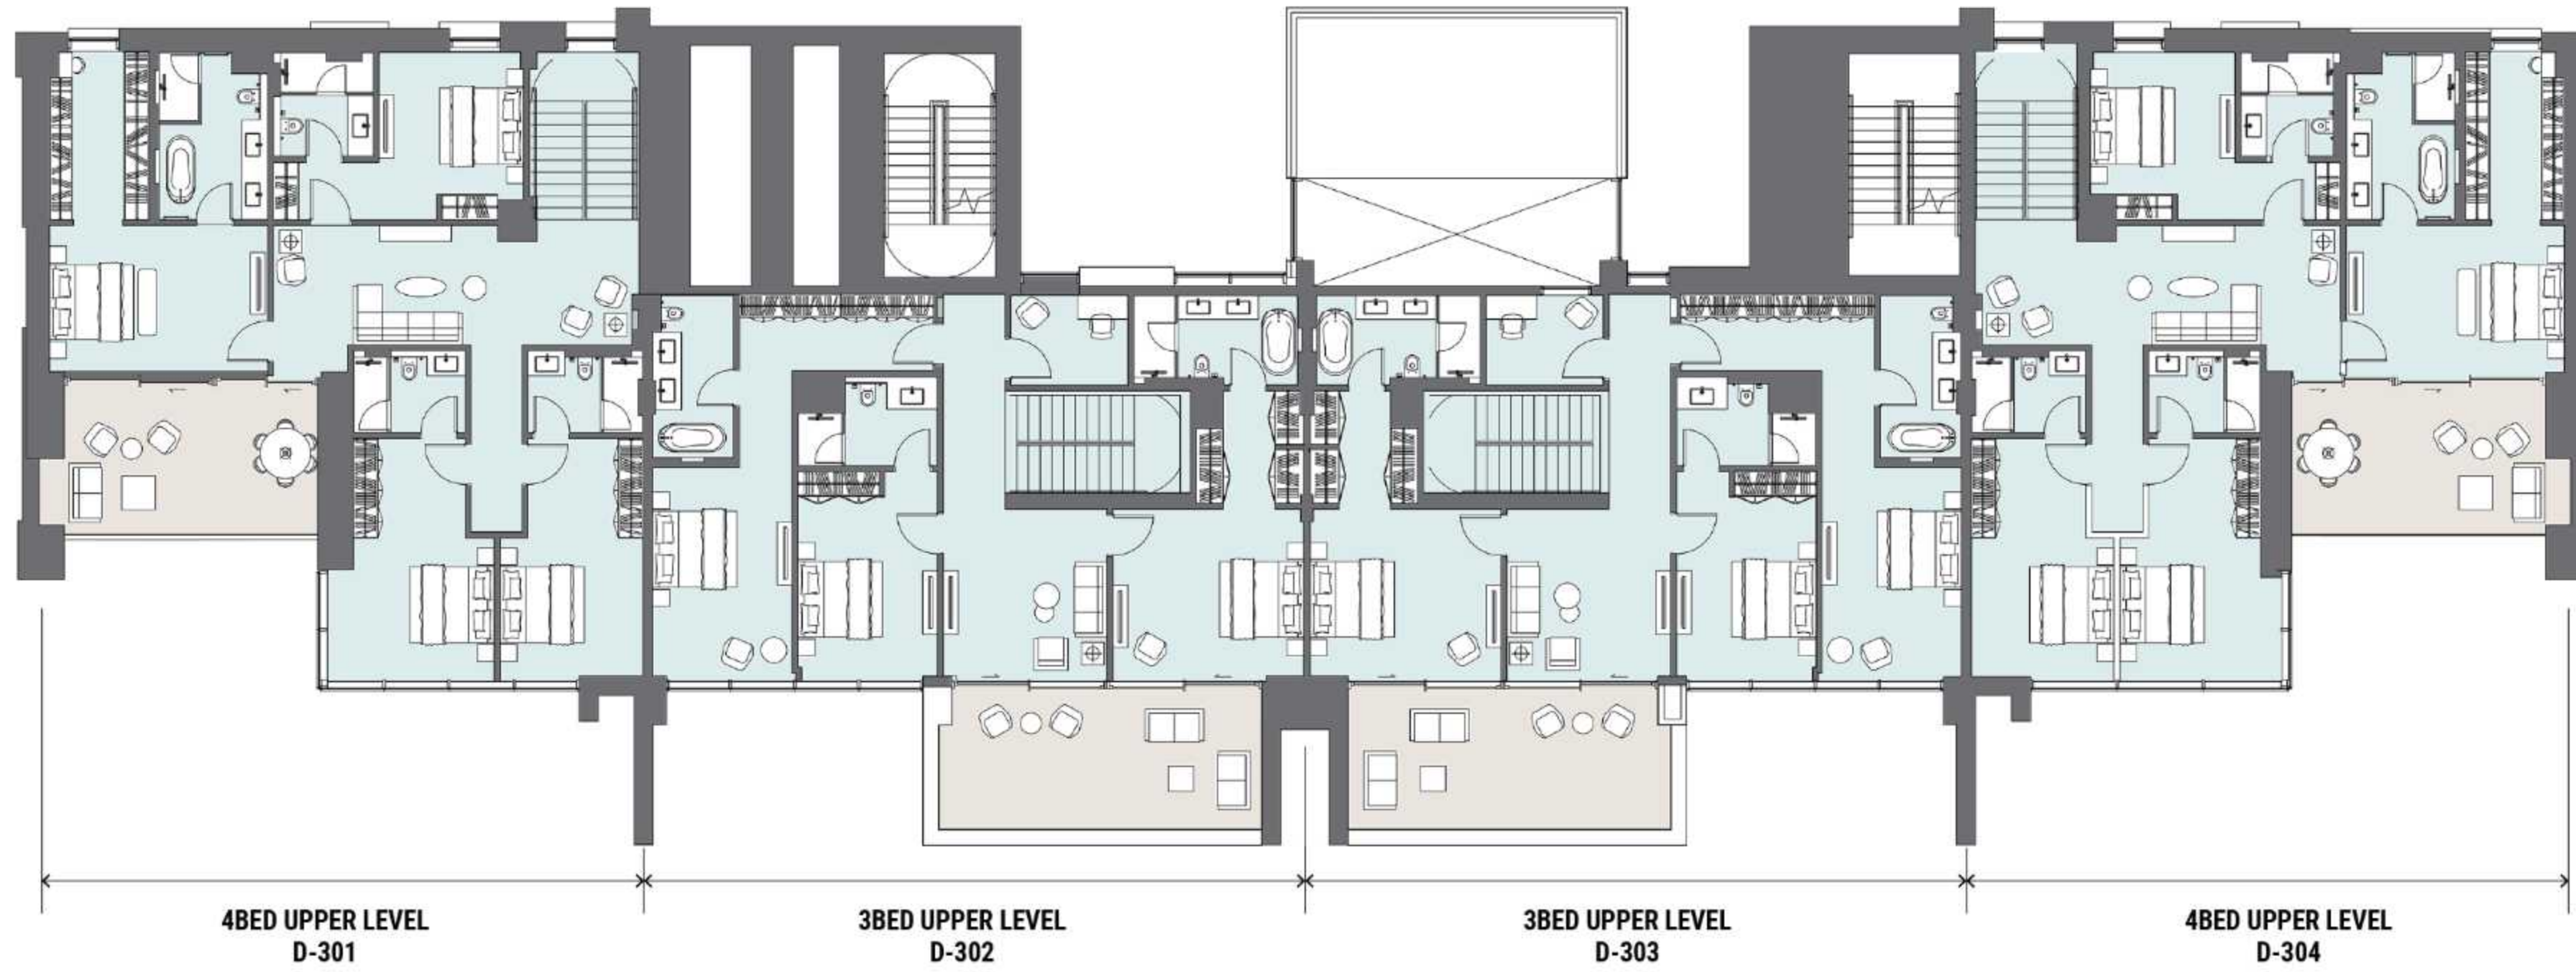 4BED UPPER LEVEL
D-301
3BED UPPER LEVEL
D-302
3BED UPPER LEVEL
D-303
4BED UPPER LEVEL
D-304